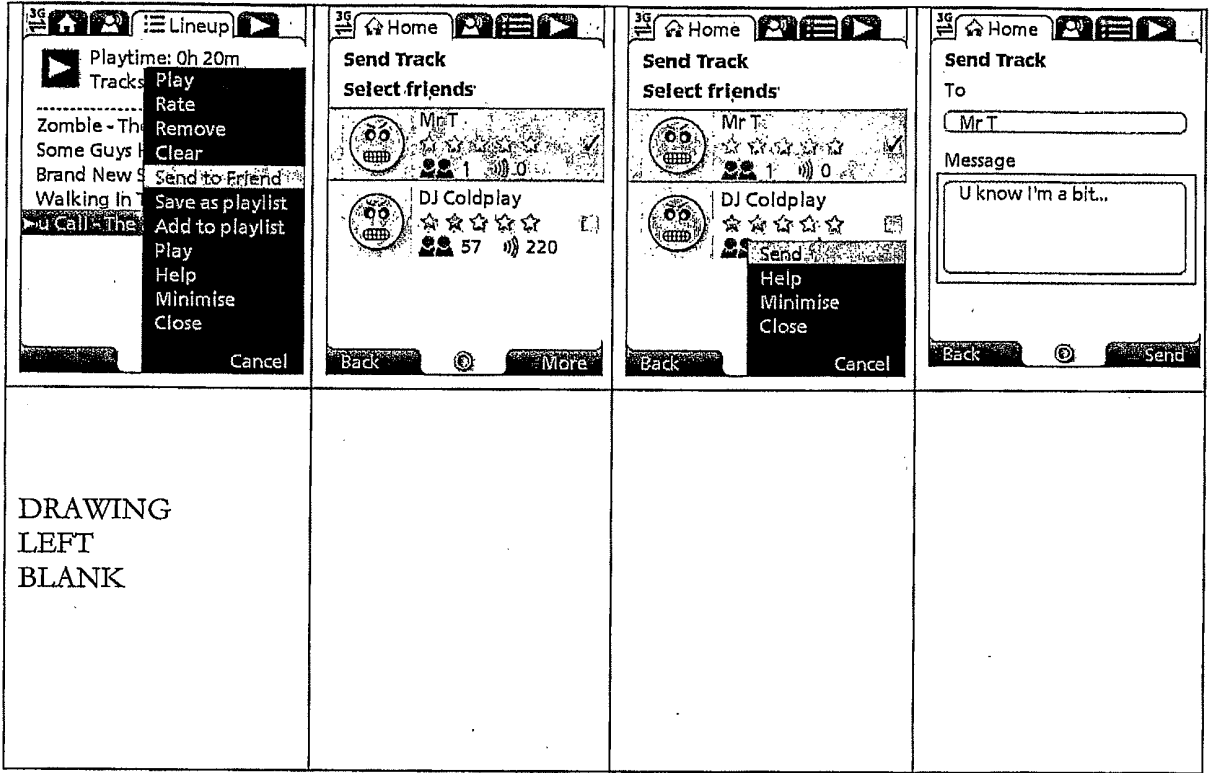 3G Lineup
Playtime: 0h 20m
Tracks
Zombie - The
Some Guys H
Brand New S
Walking In T
u Call - The
Play
Rate
Remove
Clear
Send to Friend
Save as playlist
Add to playlist
Play
Help
Minimise
Close
Cancel
3G Home
Send Track
Select friends
Mr T
1 0
DJ Coldplay
57 220
Back More
3G Home
Send Track
Select friends
Mr T
1 0
DJ Coldplay
Send
Help
Minimise
Close
Back Cancel
3G Home
Send Track
To
Mr T
Message
U know I'm a bit...
Back Send
DRAWING
LEFT
BLANK